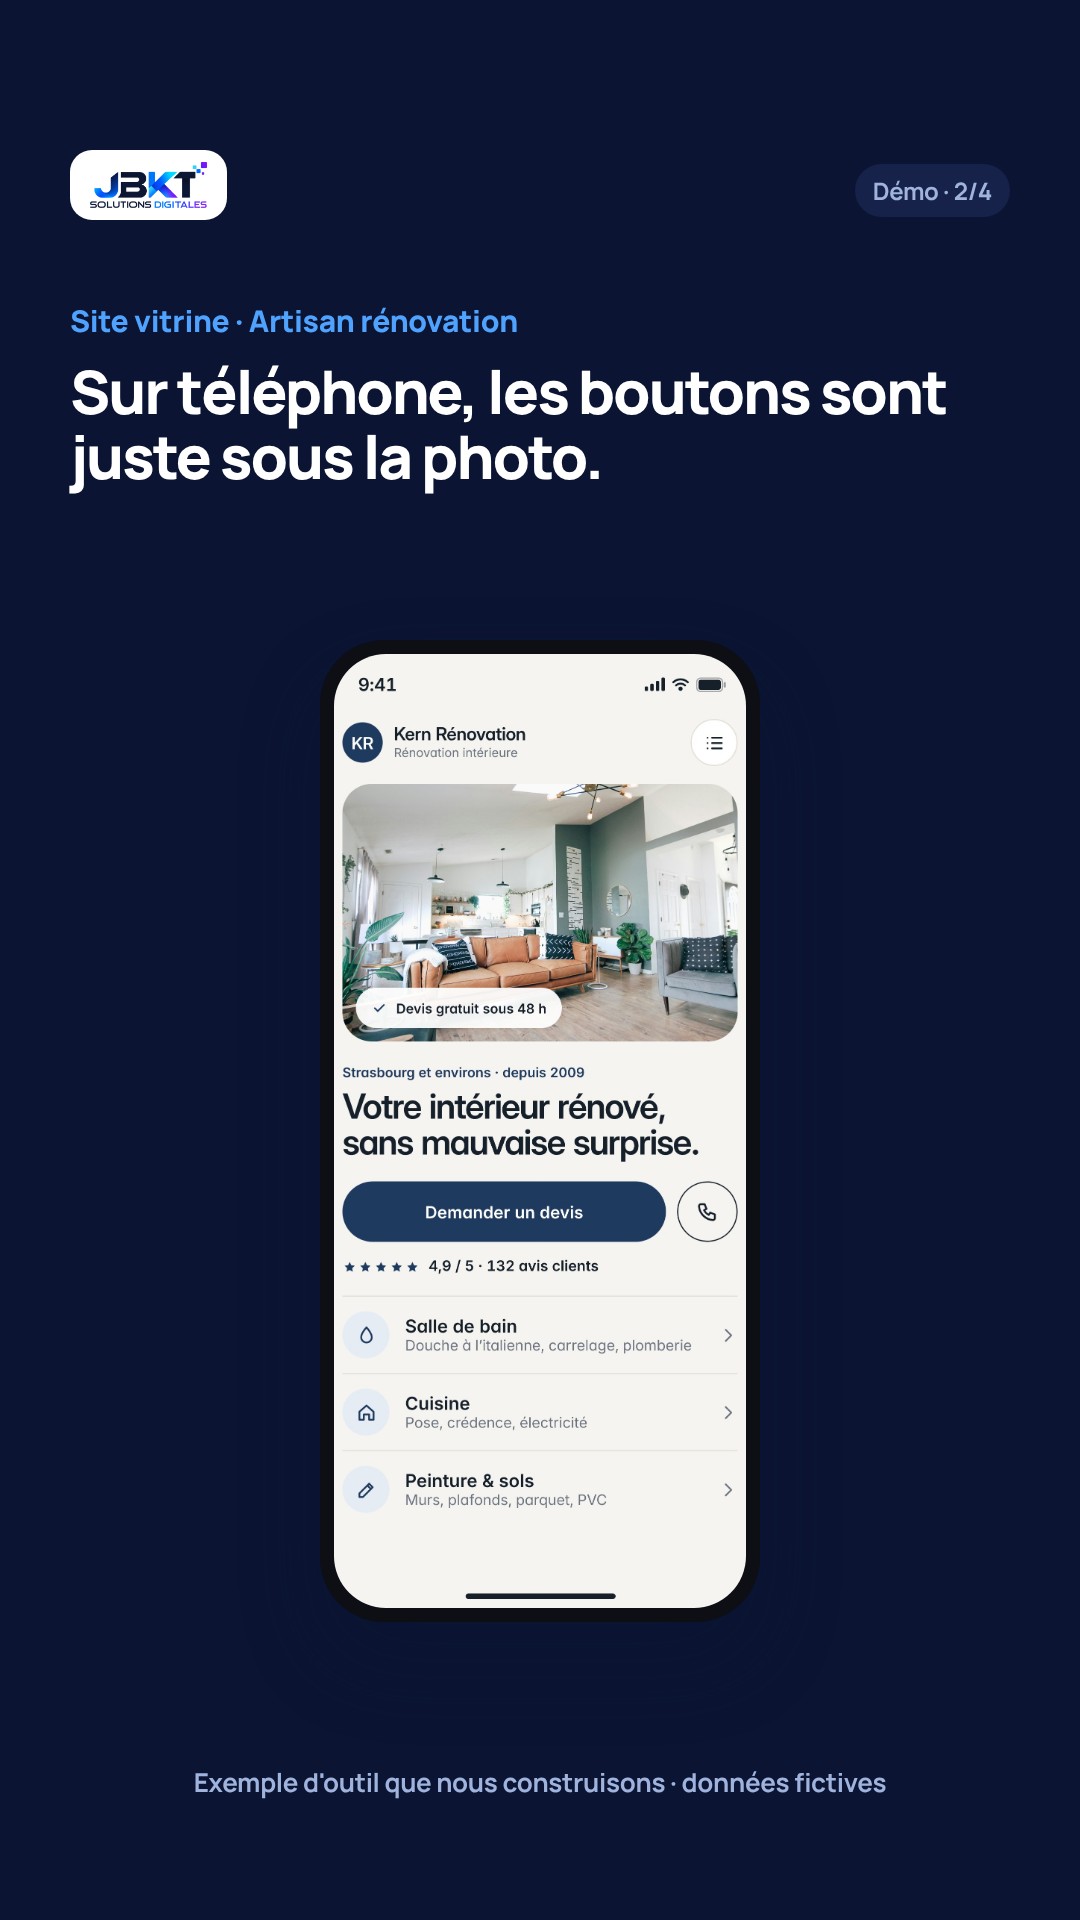 JBKT
SOLUTIONS DIGITALES
Démo · 2/4
Site vitrine · Artisan rénovation
Sur téléphone, les boutons sont
juste sous la photo.
9:41
KR
Kern Rénovation
Rénovation intérieure
Devis gratuit sous 48 h
Strasbourg et environs · depuis 2009
Votre intérieur rénové,
sans mauvaise surprise.
Demander un devis
4,9 / 5 · 132 avis clients
Salle de bain
Douche à l'italienne, carrelage, plomberie
Cuisine
Pose, crédence, électricité
Peinture & sols
Murs, plafonds, parquet, PVC
Exemple d'outil que nous construisons · données fictives